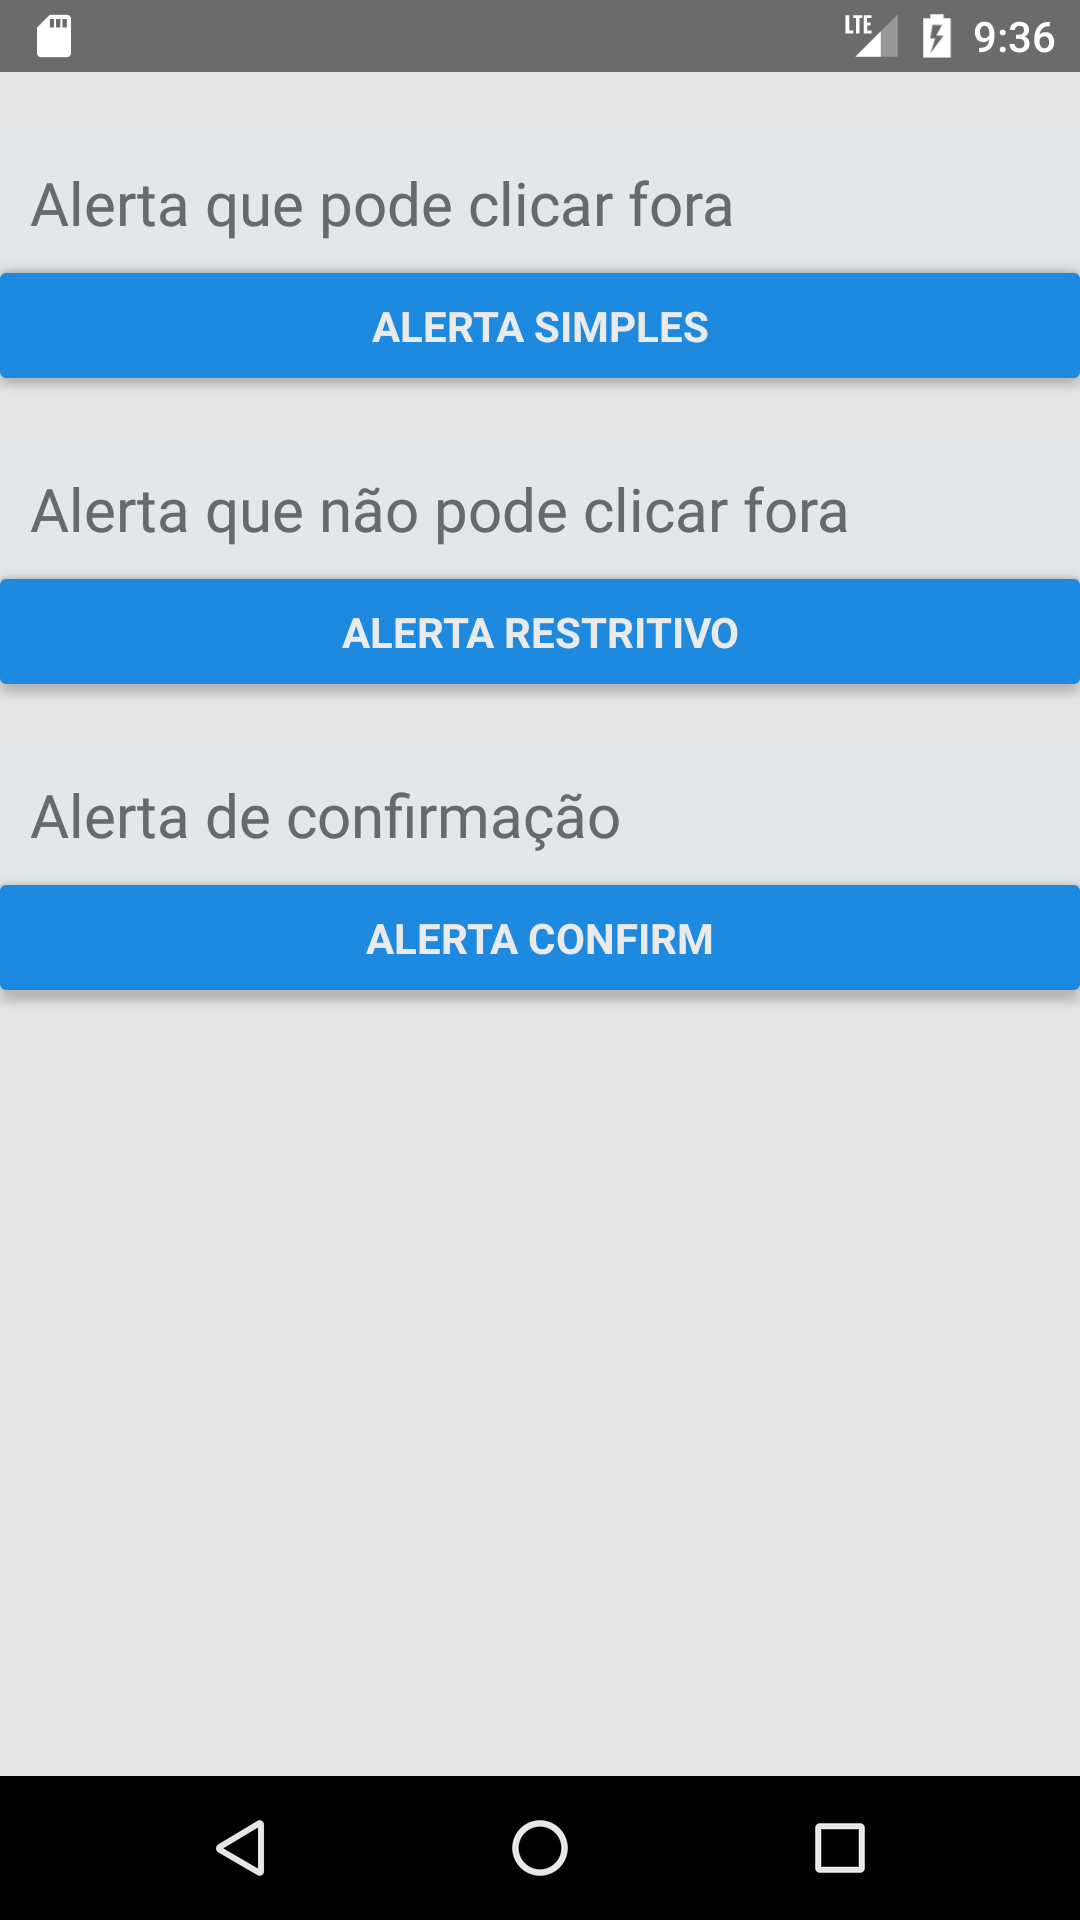 LTE 9:36
Alerta que pode clicar fora
ALERTA SIMPLES
Alerta que não pode clicar fora
ALERTA RESTRITIVO
Alerta de confirmação
ALERTA CONFIRM